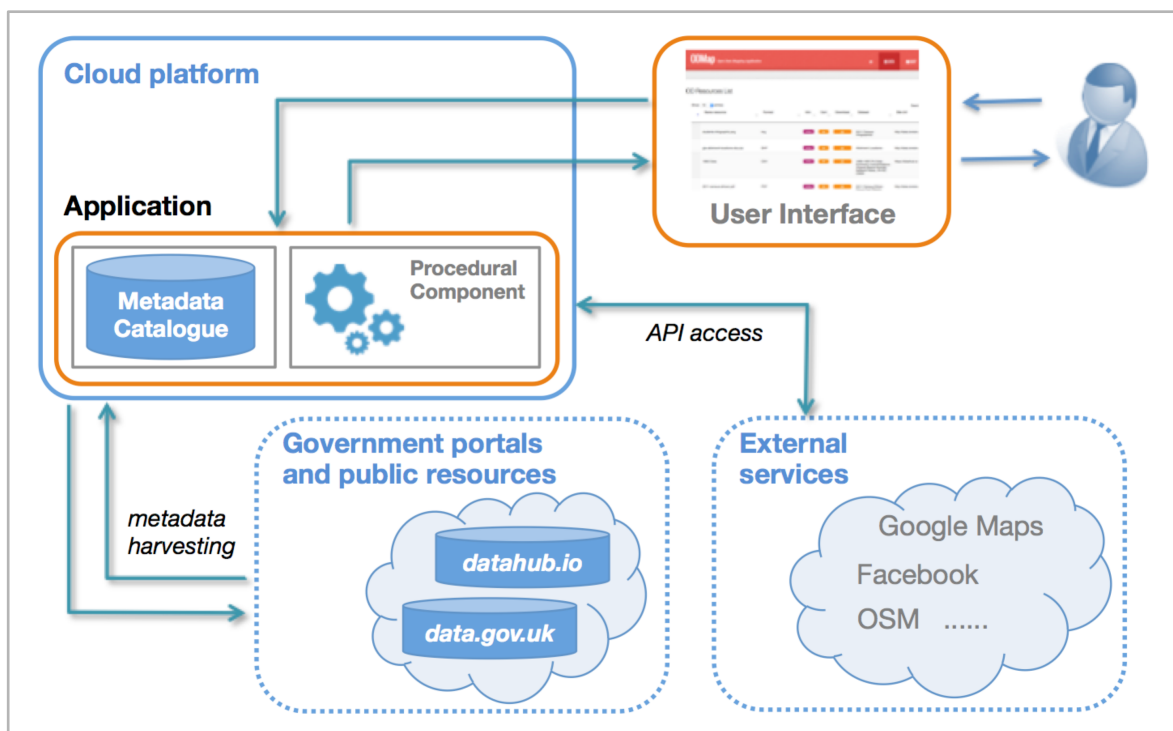 Cloud platform
Application
Metadata
Catalogue
Procedural
Component
ODMap
User Interface
API access
Government portals
and public resources
datahub.io
data.gov.uk
metadata
harvesting
External
services
Google Maps
Facebook
OSM ......